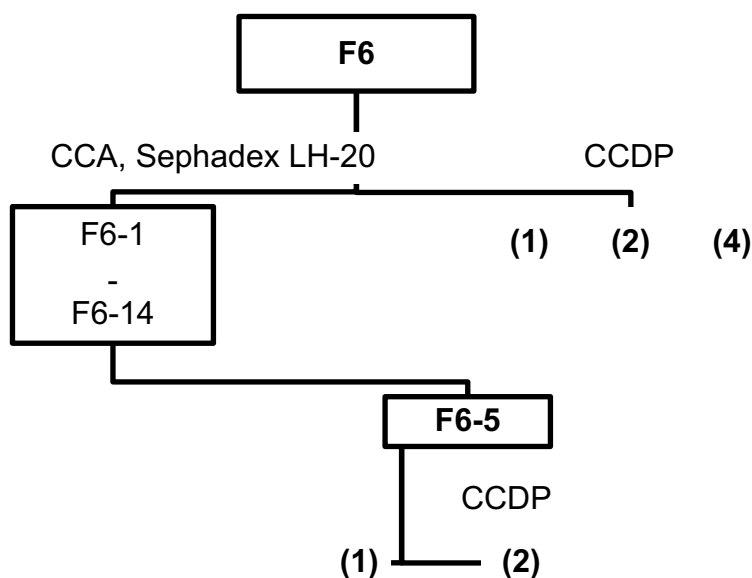 F6
CCA, Sephadex LH-20 CCDP
F6-1
-
F6-14
(1) (2) (4)
F6-5
CCDP
(1) (2)